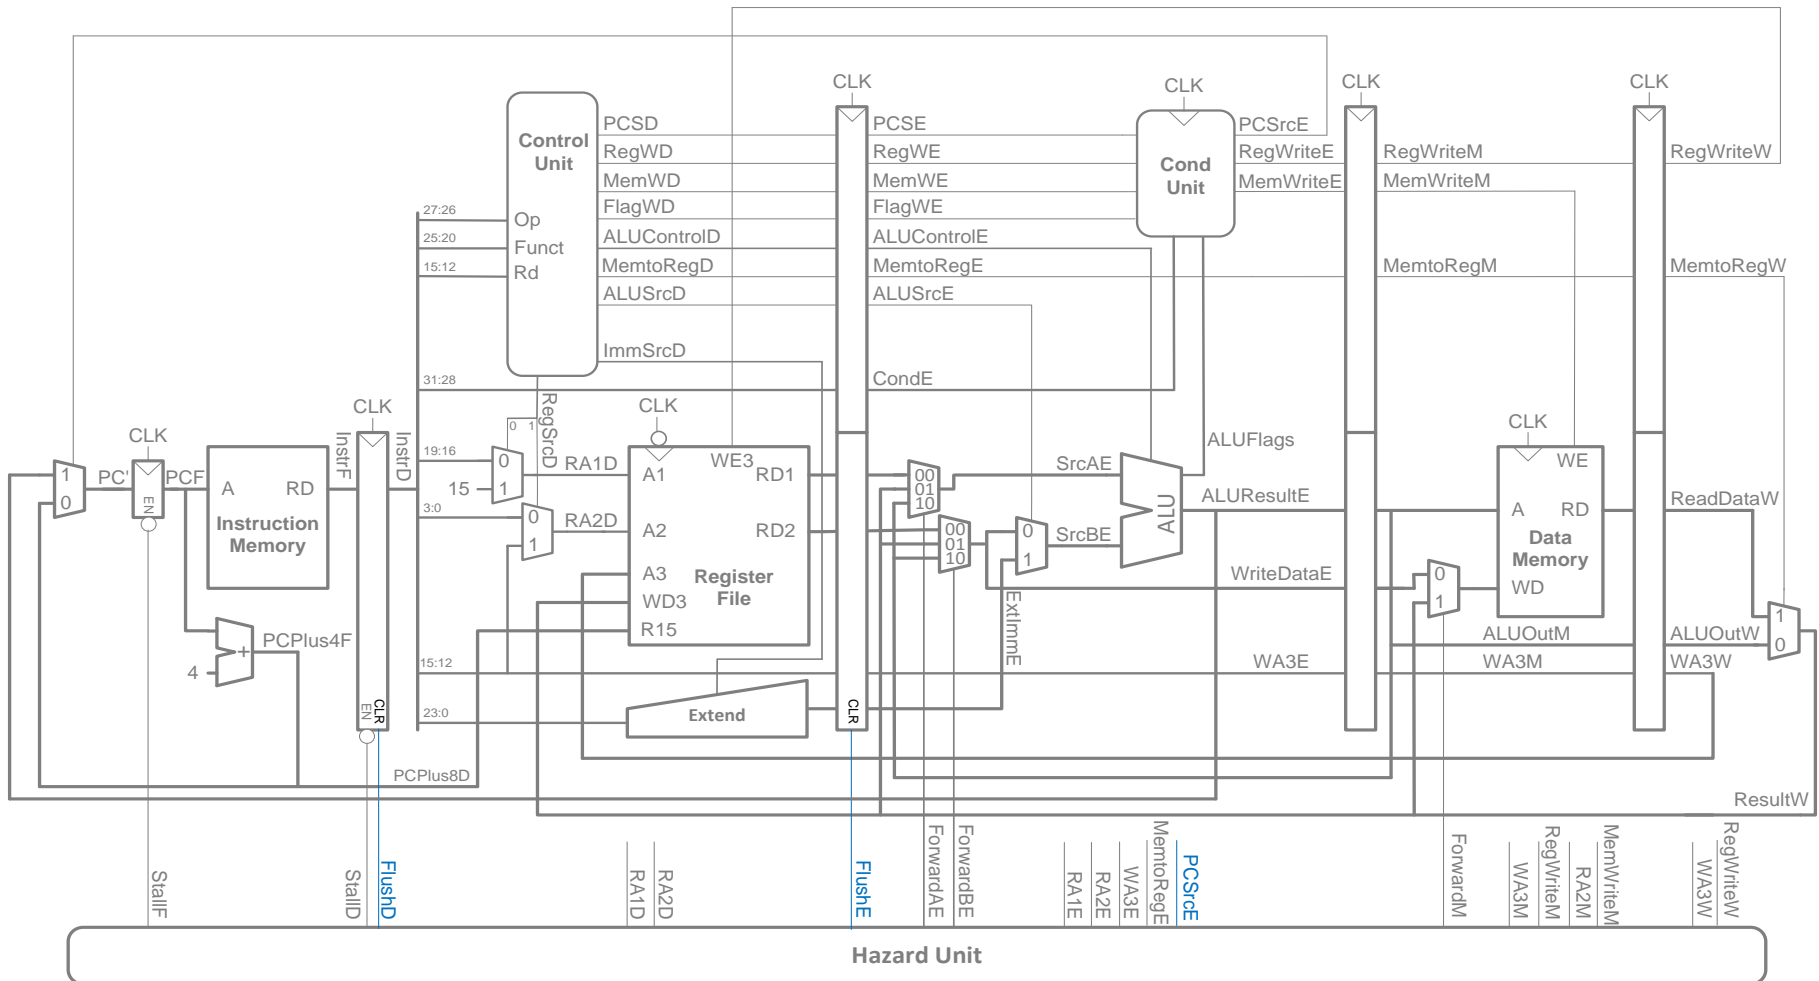 CLK
CLK
CLK
CLK
Control
Unit
PCSD
PCSE
PCSrcE
RegWD
RegWE
Cond
Unit
RegWriteE
RegWriteM
RegWriteW
MemWD
MemWE
MemWriteE
MemWriteM
27:26
Op
FlagWD
FlagWE
25:20
Funct
ALUControlD
ALUControlE
15:12
Rd
MemtoRegD
MemtoRegE
MemtoRegM
MemtoRegW
ALUSrcD
ALUSrcE
ImmSrcD
31:28
CondE
RegSrcD
0 1
CLK
CLK
CLK
CLK
InstrF
InstrD
ALUFlags
1
0
PC'
PCF
EN
A
RD
Instruction
Memory
19:16
0
1
15
RA1D
A1
WE3
RD1
00
01
10
SrcAE
ALU
ALUResultE
WE
A
RD
Data
Memory
WD
ReadDataW
3:0
0
1
RA2D
A2
RD2
00
01
10
0
1
SrcBE
A3
Register
File
WD3
R15
ExtImmE
WriteDataE
0
1
1
0
PCPlus4F
4
+
15:12
WA3E
ALUOutM
ALUOutW
WA3M
WA3W
EN
CLR
23:0
Extend
CLR
PCPlus8D
ResultW
StallF
StallD
FlushD
RA1D
RA2D
FlushE
ForwardAE
ForwardBE
RA1E
RA2E
WA3E
MemtoRegE
PCSrcE
ForwardM
WA3M
RegWriteM
RA2M
MemWriteM
WA3W
RegWriteW
Hazard Unit